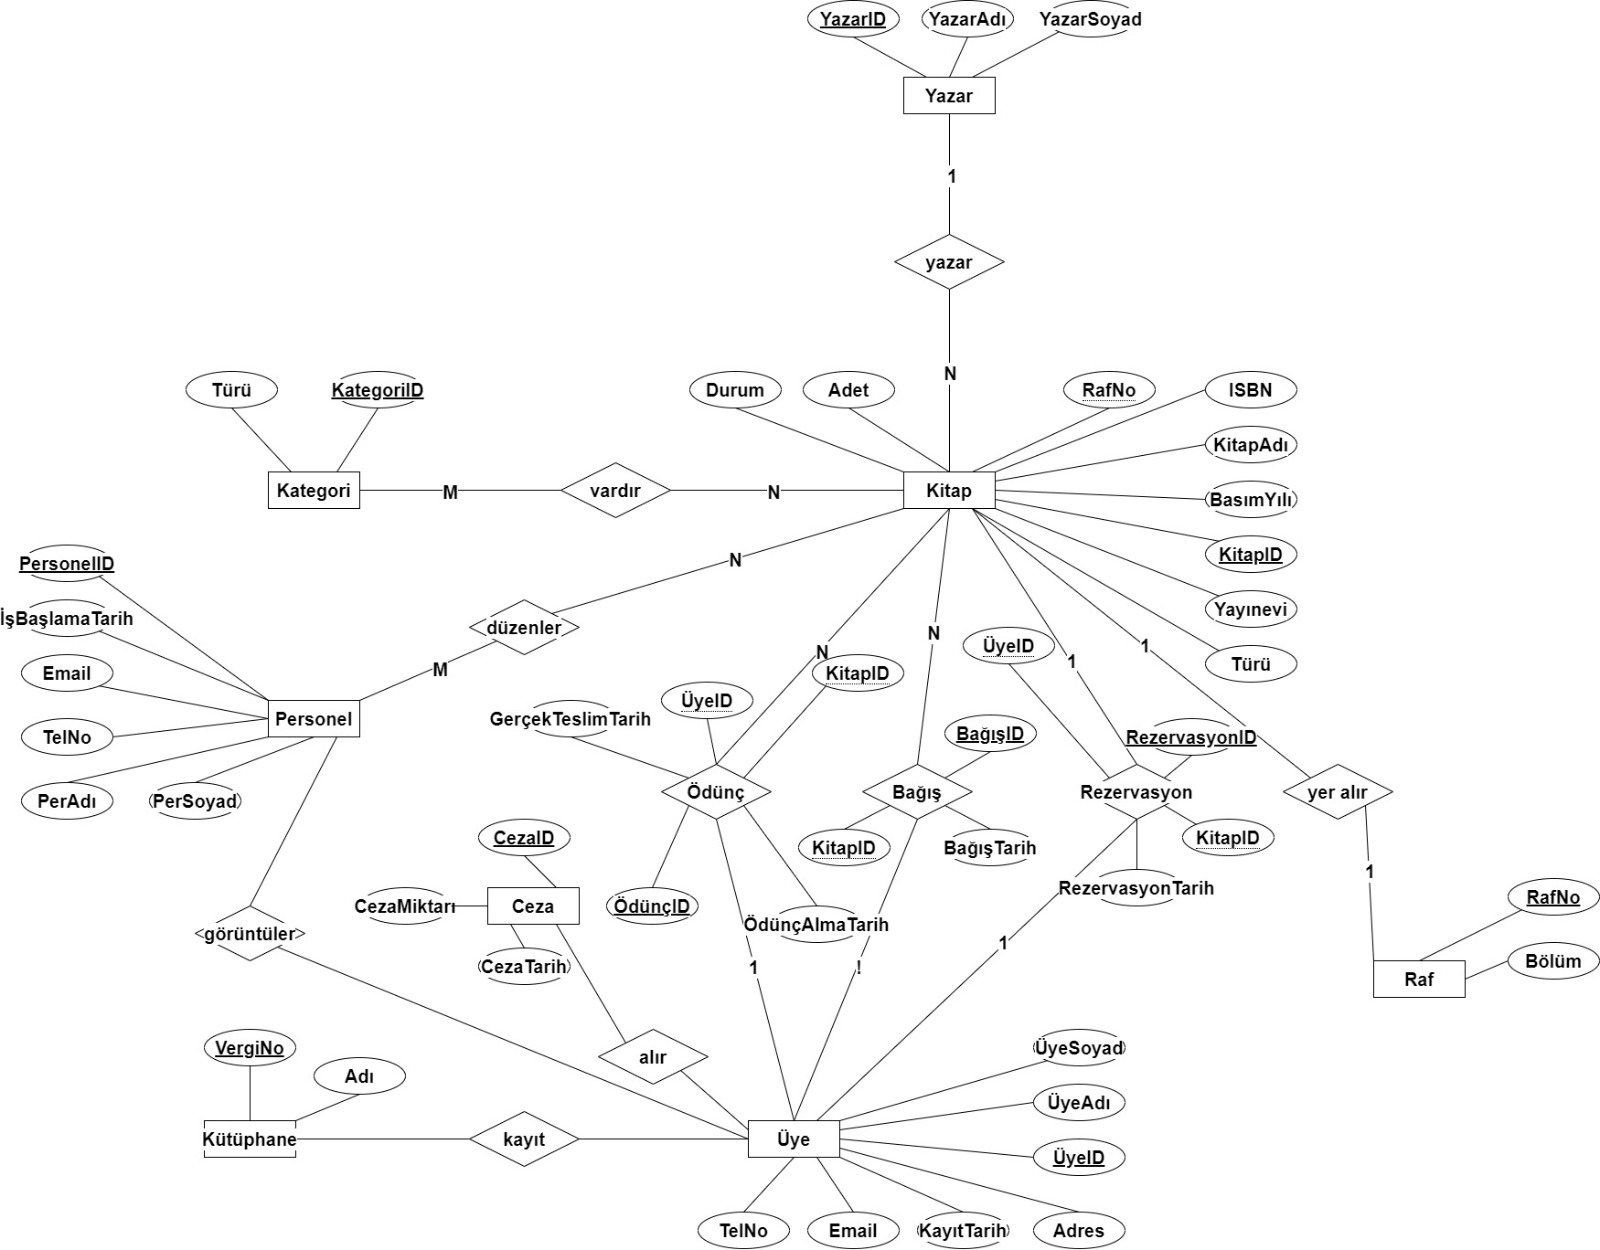 YazarID
YazarAdı
YazarSoyad
Yazar
1
yazar
N
Türü
KategoriID
Durum
Adet
RafNo
ISBN
KitapAdı
Kategori
M
vardır
N
Kitap
BasımYılı
KitapID
PersonelID
N
İşBaşlamaTarih
düzenler
Yayınevi
Email
M
N
ÜyeID
1
1
Türü
KitapID
ÜyeID
GerçekTeslimTarih
Personel
TelNo
BağışID
RezervasyonID
PerAdı
PerSoyad
Ödünç
Bağış
Rezervasyon
yer alır
CezaID
KitapID
BağışTarih
KitapID
RezervasyonTarih
1
CezaMiktarı
Ceza
ÖdünçID
ÖdünçAlmaTarih
RafNo
görüntüler
1
CezaTarih
1
!
Bölüm
Raf
VergiNo
Adı
alır
ÜyeSoyad
ÜyeAdı
Kütüphane
kayıt
Üye
ÜyeID
TelNo
Email
KayıtTarih
Adres